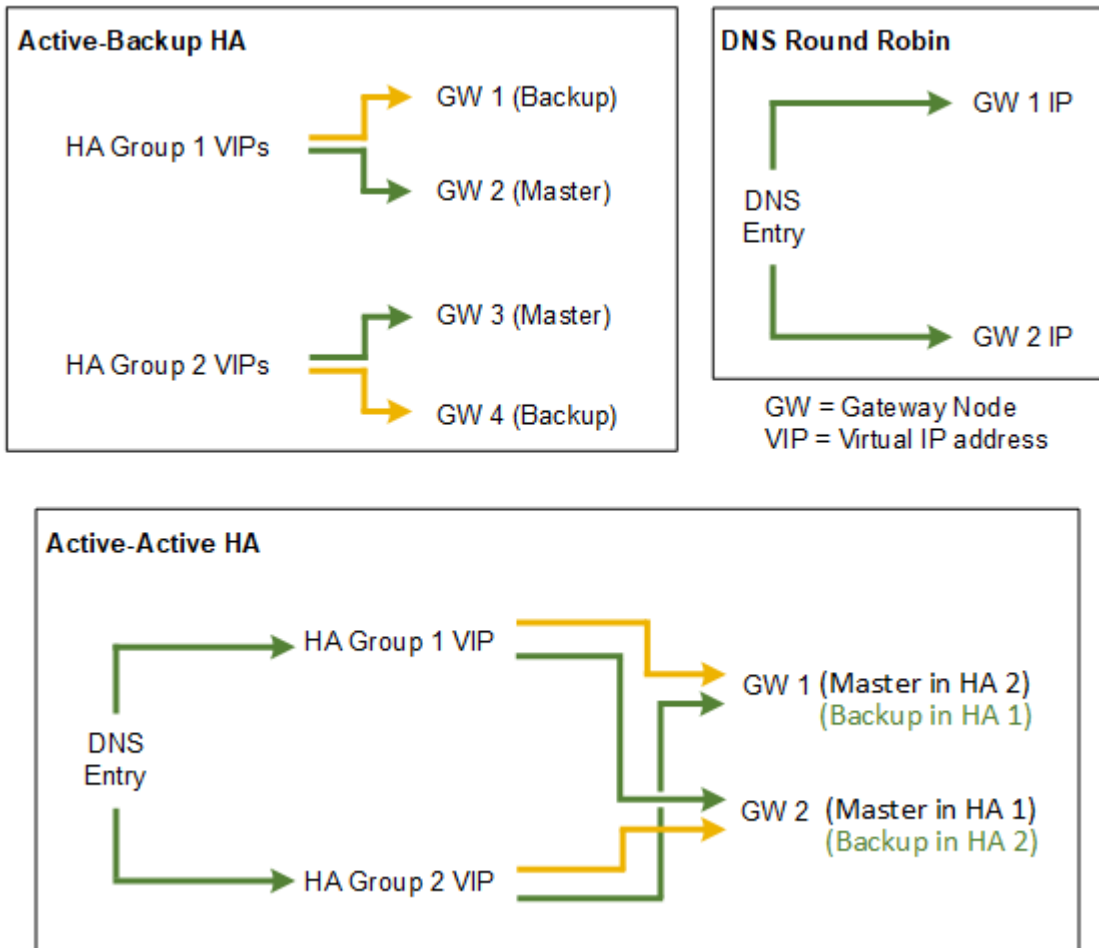 Active-Backup HA
GW 1 (Backup)
HA Group 1 VIPs
GW 2 (Master)
GW 3 (Master)
HA Group 2 VIPs
GW 4 (Backup)
DNS Round Robin
GW 1 IP
DNS
Entry
GW 2 IP
GW = Gateway Node
VIP = Virtual IP address
Active-Active HA
HA Group 1 VIP
GW 1 (Master in HA 2)
(Backup in HA 1)
DNS
Entry
GW 2 (Master in HA 1)
(Backup in HA 2)
HA Group 2 VIP